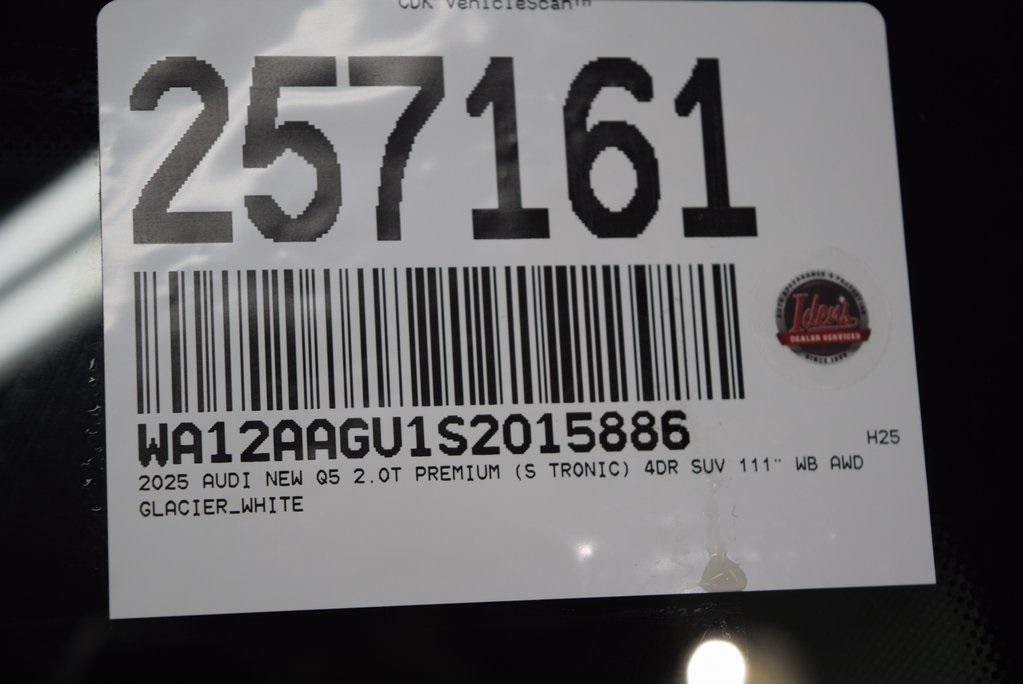 CDK VehicleScan™
257161
Iden's
DEALER SERVICES
WA12AAGU1S2015886
H25
2025 AUDI NEW Q5 2.0T PREMIUM (S TRONIC) 4DR SUV 111" WB AWD
GLACIER_WHITE